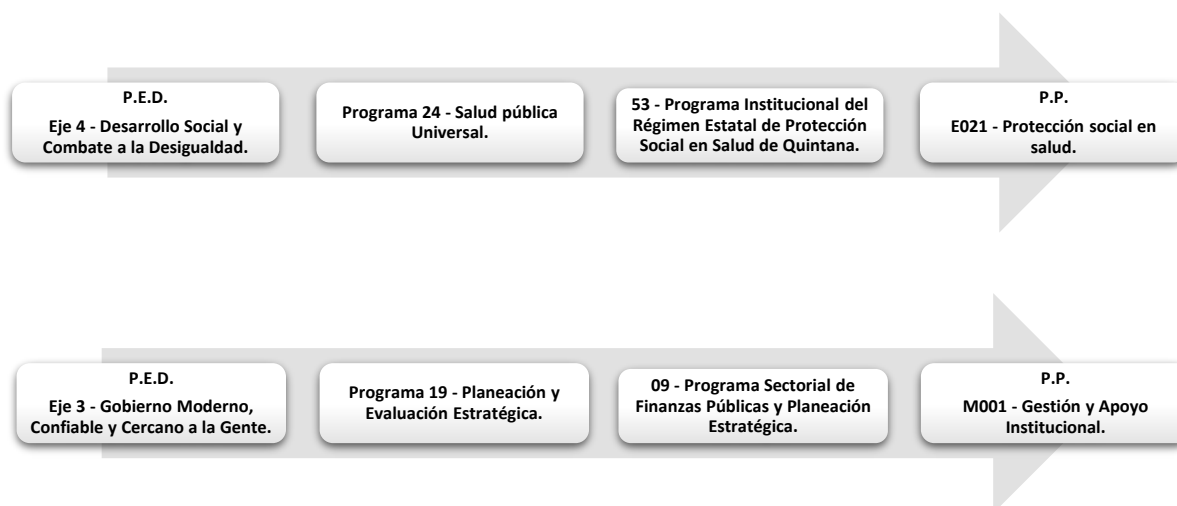 P.E.D.
Eje 4 - Desarrollo Social y
Combate a la Desigualdad.
Programa 24 - Salud pública
Universal.
53 - Programa Institucional del
Régimen Estatal de Protección
Social en Salud de Quintana.
P.P.
E021 - Protección social en
salud.
P.E.D.
Eje 3 - Gobierno Moderno,
Confiable y Cercano a la Gente.
Programa 19 - Planeación y
Evaluación Estratégica.
09 - Programa Sectorial de
Finanzas Públicas y Planeación
Estratégica.
P.P.
M001 - Gestión y Apoyo
Institucional.